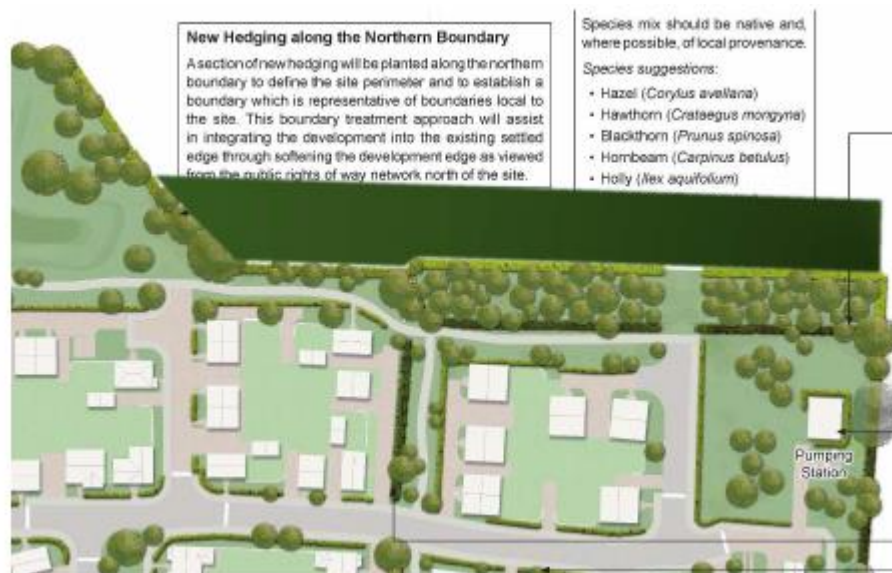 New Hedging along the Northern Boundary
A section of new hedging will be planted along the northern
boundary to define the site perimeter and to establish a
boundary which is representative of boundaries local to
the site. This boundary treatment approach will assist
in integrating the development into the existing settled
edge through softening the development edge as viewed
from the public rights of way network north of the site.
Species mix should be native and,
where possible, of local provenance.
Species suggestions:
• Hazel (Corylus avellana)
• Hawthorn (Crataegus mongyna)
• Blackthorn (Prunus spinosa)
• Hornbeam (Carpinus betulus)
• Holly (Ilex aquifolium)
Pumping
Station